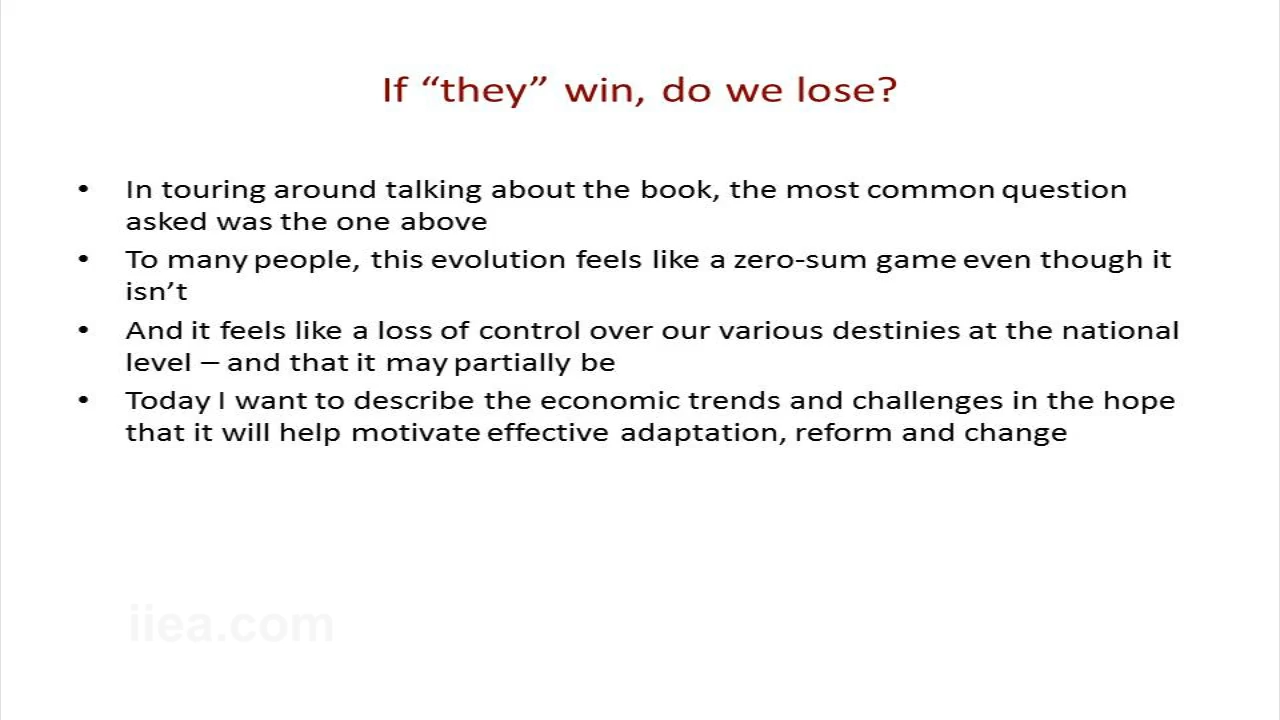 If “they” win, do we lose?
• In touring around talking about the book, the most common question
asked was the one above
• To many people, this evolution feels like a zero-sum game even though it
isn’t
• And it feels like a loss of control over our various destinies at the national
level – and that it may partially be
• Today I want to describe the economic trends and challenges in the hope
that it will help motivate effective adaptation, reform and change
iiea.com